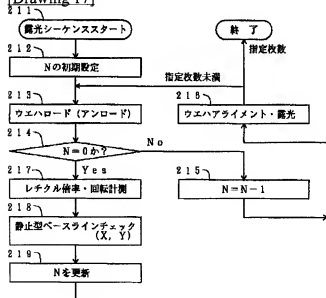 [Drawing 17]
211
露光シーケンススタート
212
Nの初期設定
213
ウエハロード(アンロード)
214
N=0か?
No
Yes
217
レチクル倍率・回転計測
218
静止型ベースラインチェック
(X, Y)
219
Nを更新
終了
指定枚数
指定枚数未満
216
ウエハアライメント・露光
215
N=N-1